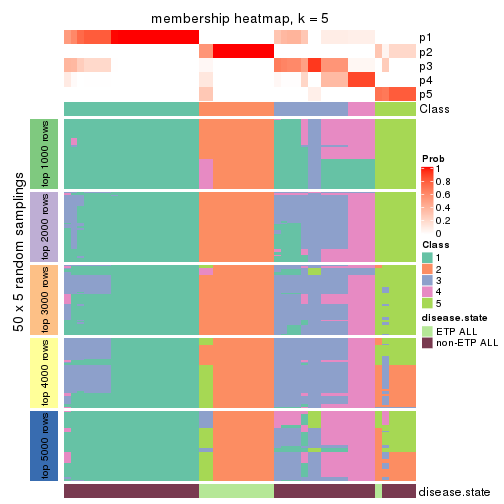 membership heatmap, k = 5
p1
p2
p3
p4
p5
Class
50 x 5 random samplings
top 1000 rows
top 2000 rows
top 3000 rows
top 4000 rows
top 5000 rows
disease.state
Prob
1
0.8
0.6
0.4
0.2
0
Class
1
2
3
4
5
disease.state
ETP ALL
non-ETP ALL